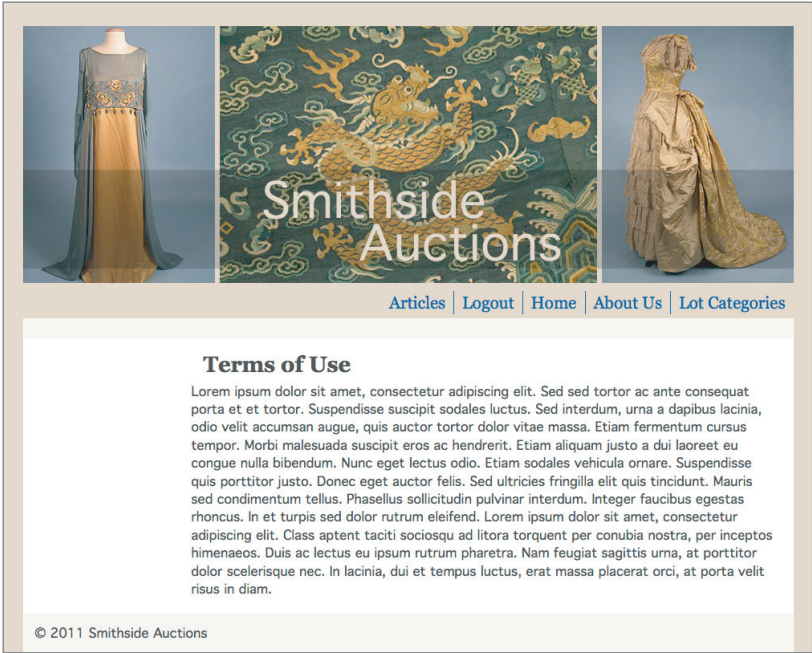 Smithside
Auctions
Articles Logout Home About Us Lot Categories
Terms of Use
Lorem ipsum dolor sit amet, consectetur adipiscing elit. Sed sed tortor ac ante consequat
porta et et tortor. Suspendisse suscipit sodales luctus. Sed interdum, urna a dapibus lacinia,
odio velit accumsan augue, quis auctor tortor dolor vitae massa. Etiam fermentum cursus
tempor. Morbi malesuada suscipit eros ac hendrerit. Etiam aliquam justo a dui laoreet eu
congue nulla bibendum. Nunc eget lectus odio. Etiam sodales vehicula ornare. Suspendisse
quis porttitor justo. Donec eget auctor felis. Sed ultricies fringilla elit quis tincidunt. Mauris
sed condimentum tellus. Phasellus sollicitudin pulvinar interdum. Integer faucibus egestas
rhoncus. In et turpis sed dolor rutrum eleifend. Lorem ipsum dolor sit amet, consectetur
adipiscing elit. Class aptent taciti sociosqu ad litora torquent per conubia nostra, per inceptos
himenaeos. Duis ac lectus eu ipsum rutrum pharetra. Nam feugiat sagittis urna, at porttitor
dolor scelerisque nec. In lacinia, dui et tempus luctus, erat massa placerat orci, at porta velit
risus in diam.
© 2011 Smithside Auctions